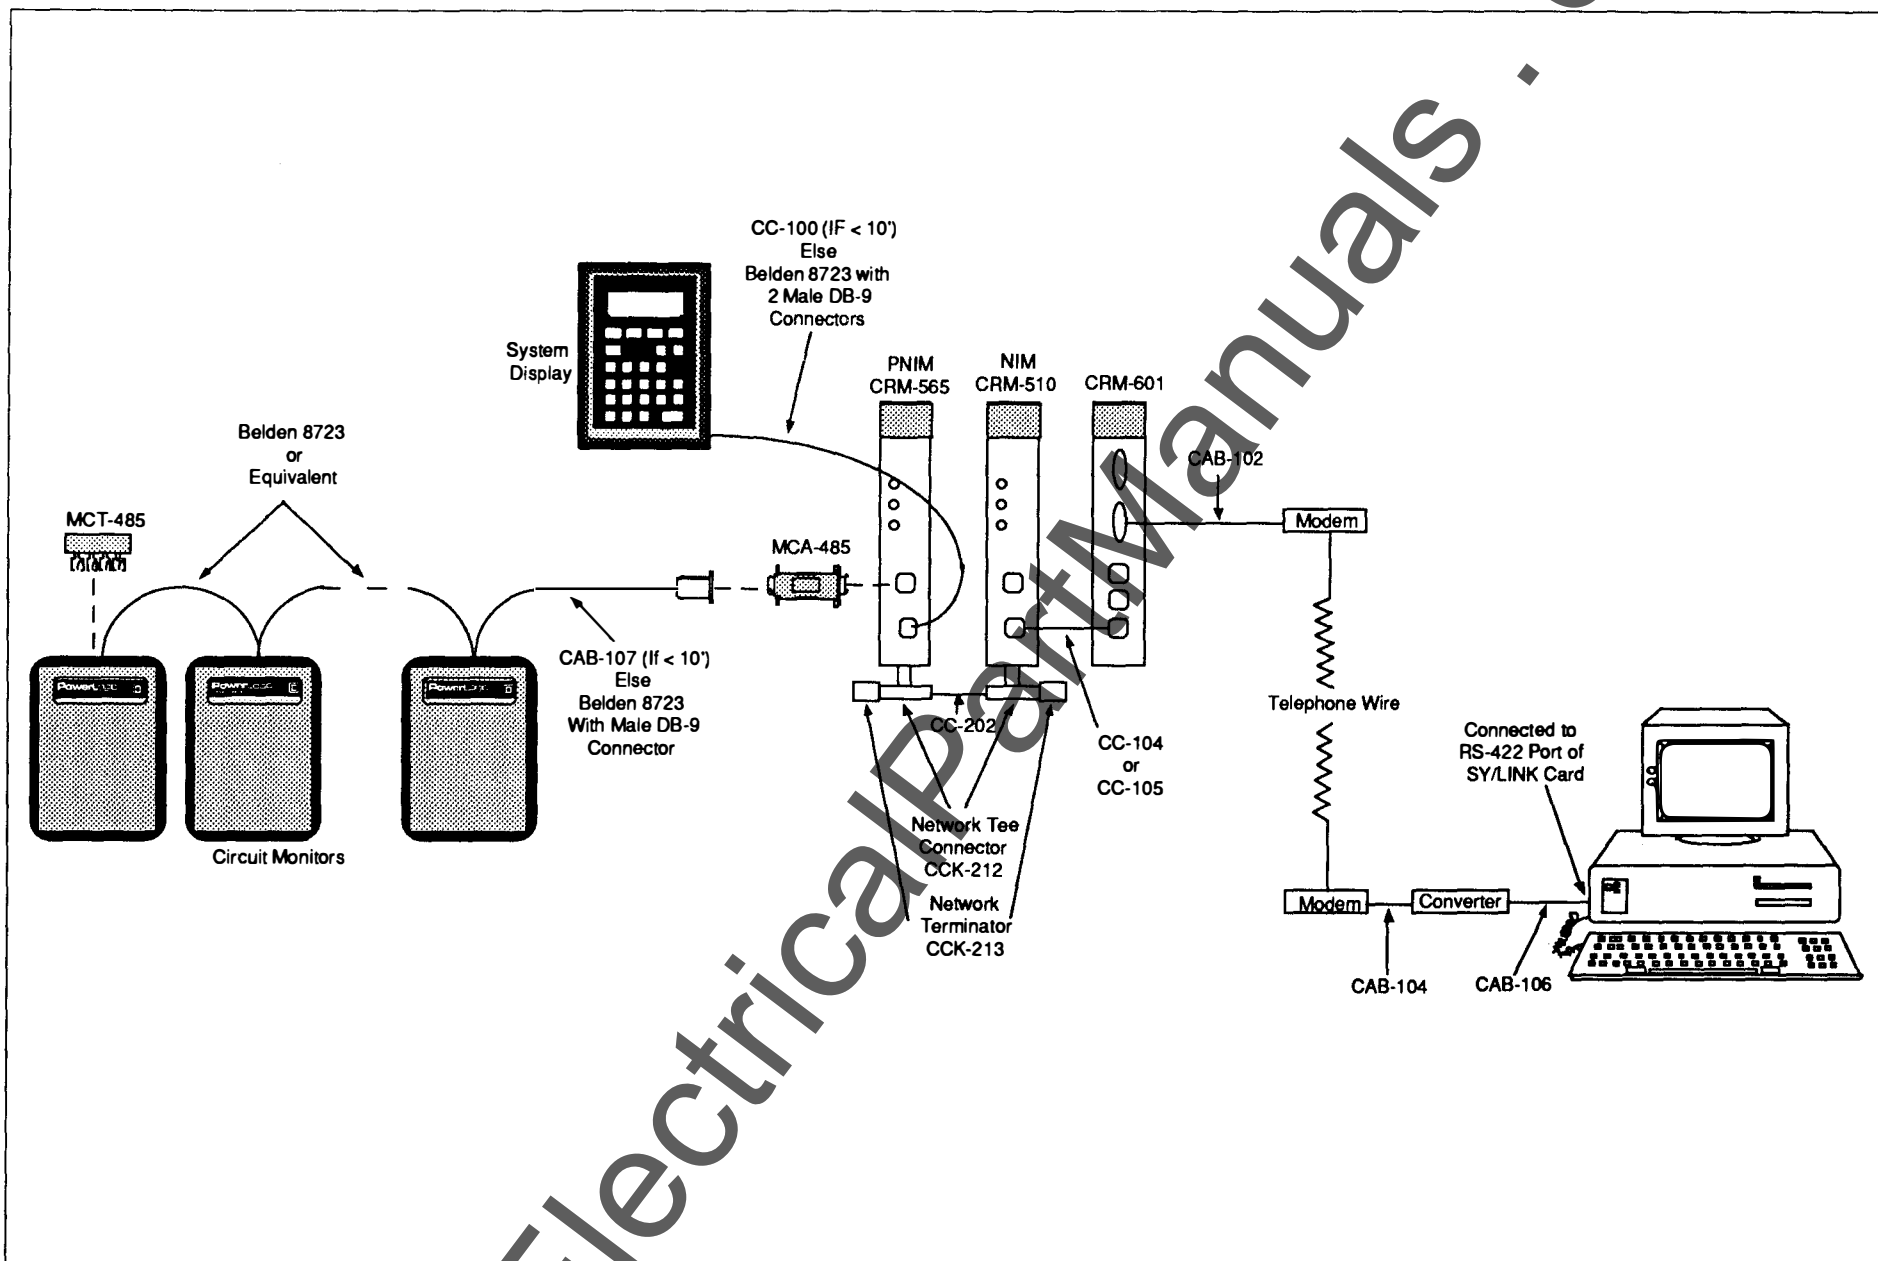 CC-100 (IF < 10')
Else
Belden 8723 with
2 Male DB-9
Connectors
System
Display
PNIM
CRM-565
NIM
CRM-510
CRM-601
CAB-102
Modem
Belden 8723
or
Equivalent
MCT-485
MCA-485
CAB-107 (If < 10')
Else
Belden 8723
With Male DB-9
Connector
PowerLogic
PowerLogic
PowerLogic
Circuit Monitors
CC-202
CC-104
or
CC-105
Network Tee
Connector
CCK-212
Network
Terminator
CCK-213
Telephone Wire
Connected to
RS-422 Port of
SY/LINK Card
Modem
Converter
CAB-104
CAB-106
ElectricalPartManuals .